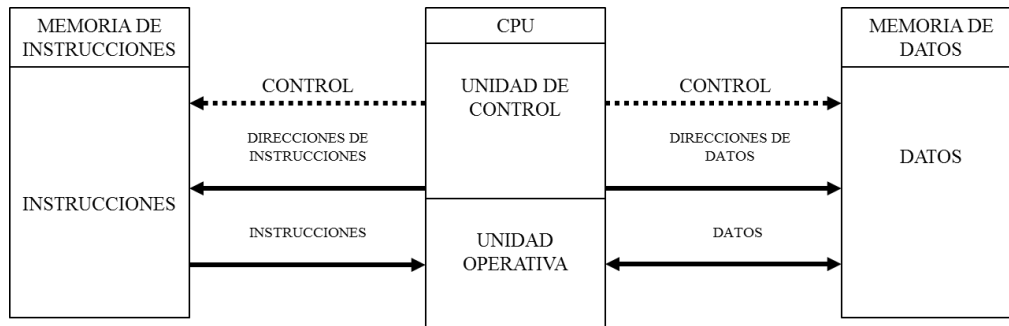 MEMORIA DE
INSTRUCCIONES
CPU
MEMORIA DE
DATOS
CONTROL
UNIDAD DE
CONTROL
CONTROL
DIRECCIONES DE
INSTRUCCIONES
DIRECCIONES DE
DATOS
DATOS
INSTRUCCIONES
INSTRUCCIONES
UNIDAD
OPERATIVA
DATOS